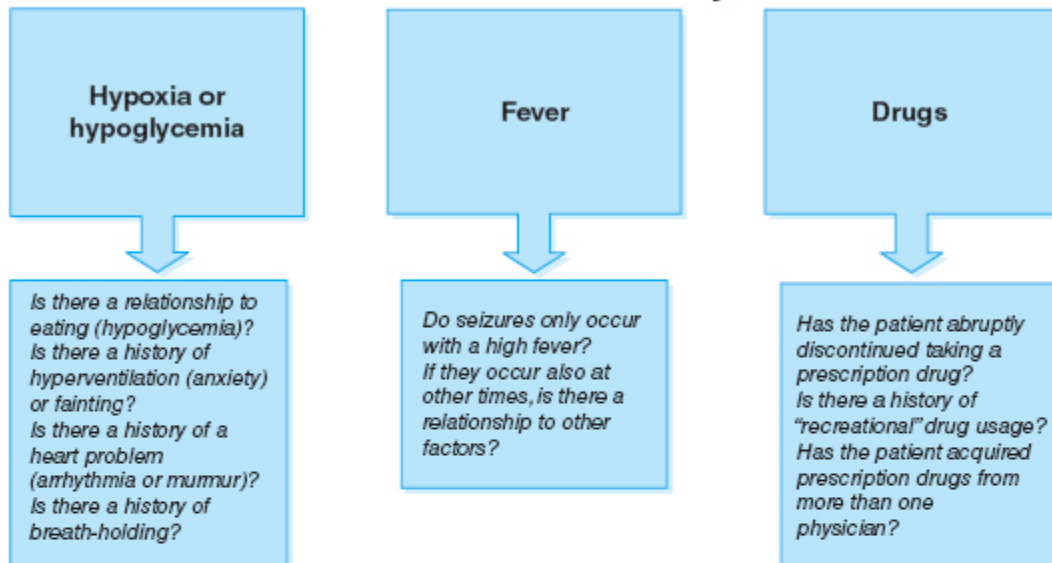 Hypoxia or
hypoglycemia
Fever
Drugs
Is there a relationship to
eating (hypoglycemia)?
Is there a history of
hyperventilation (anxiety)
or fainting?
Is there a history of a
heart problem
(arrhythmia or murmur)?
Is there a history of
breath-holding?
Do seizures only occur
with a high fever?
If they occur also at
other times, is there a
relationship to other
factors?
Has the patient abruptly
discontinued taking a
prescription drug?
Is there a history of
“recreational” drug usage?
Has the patient acquired
prescription drugs from
more than one
physician?